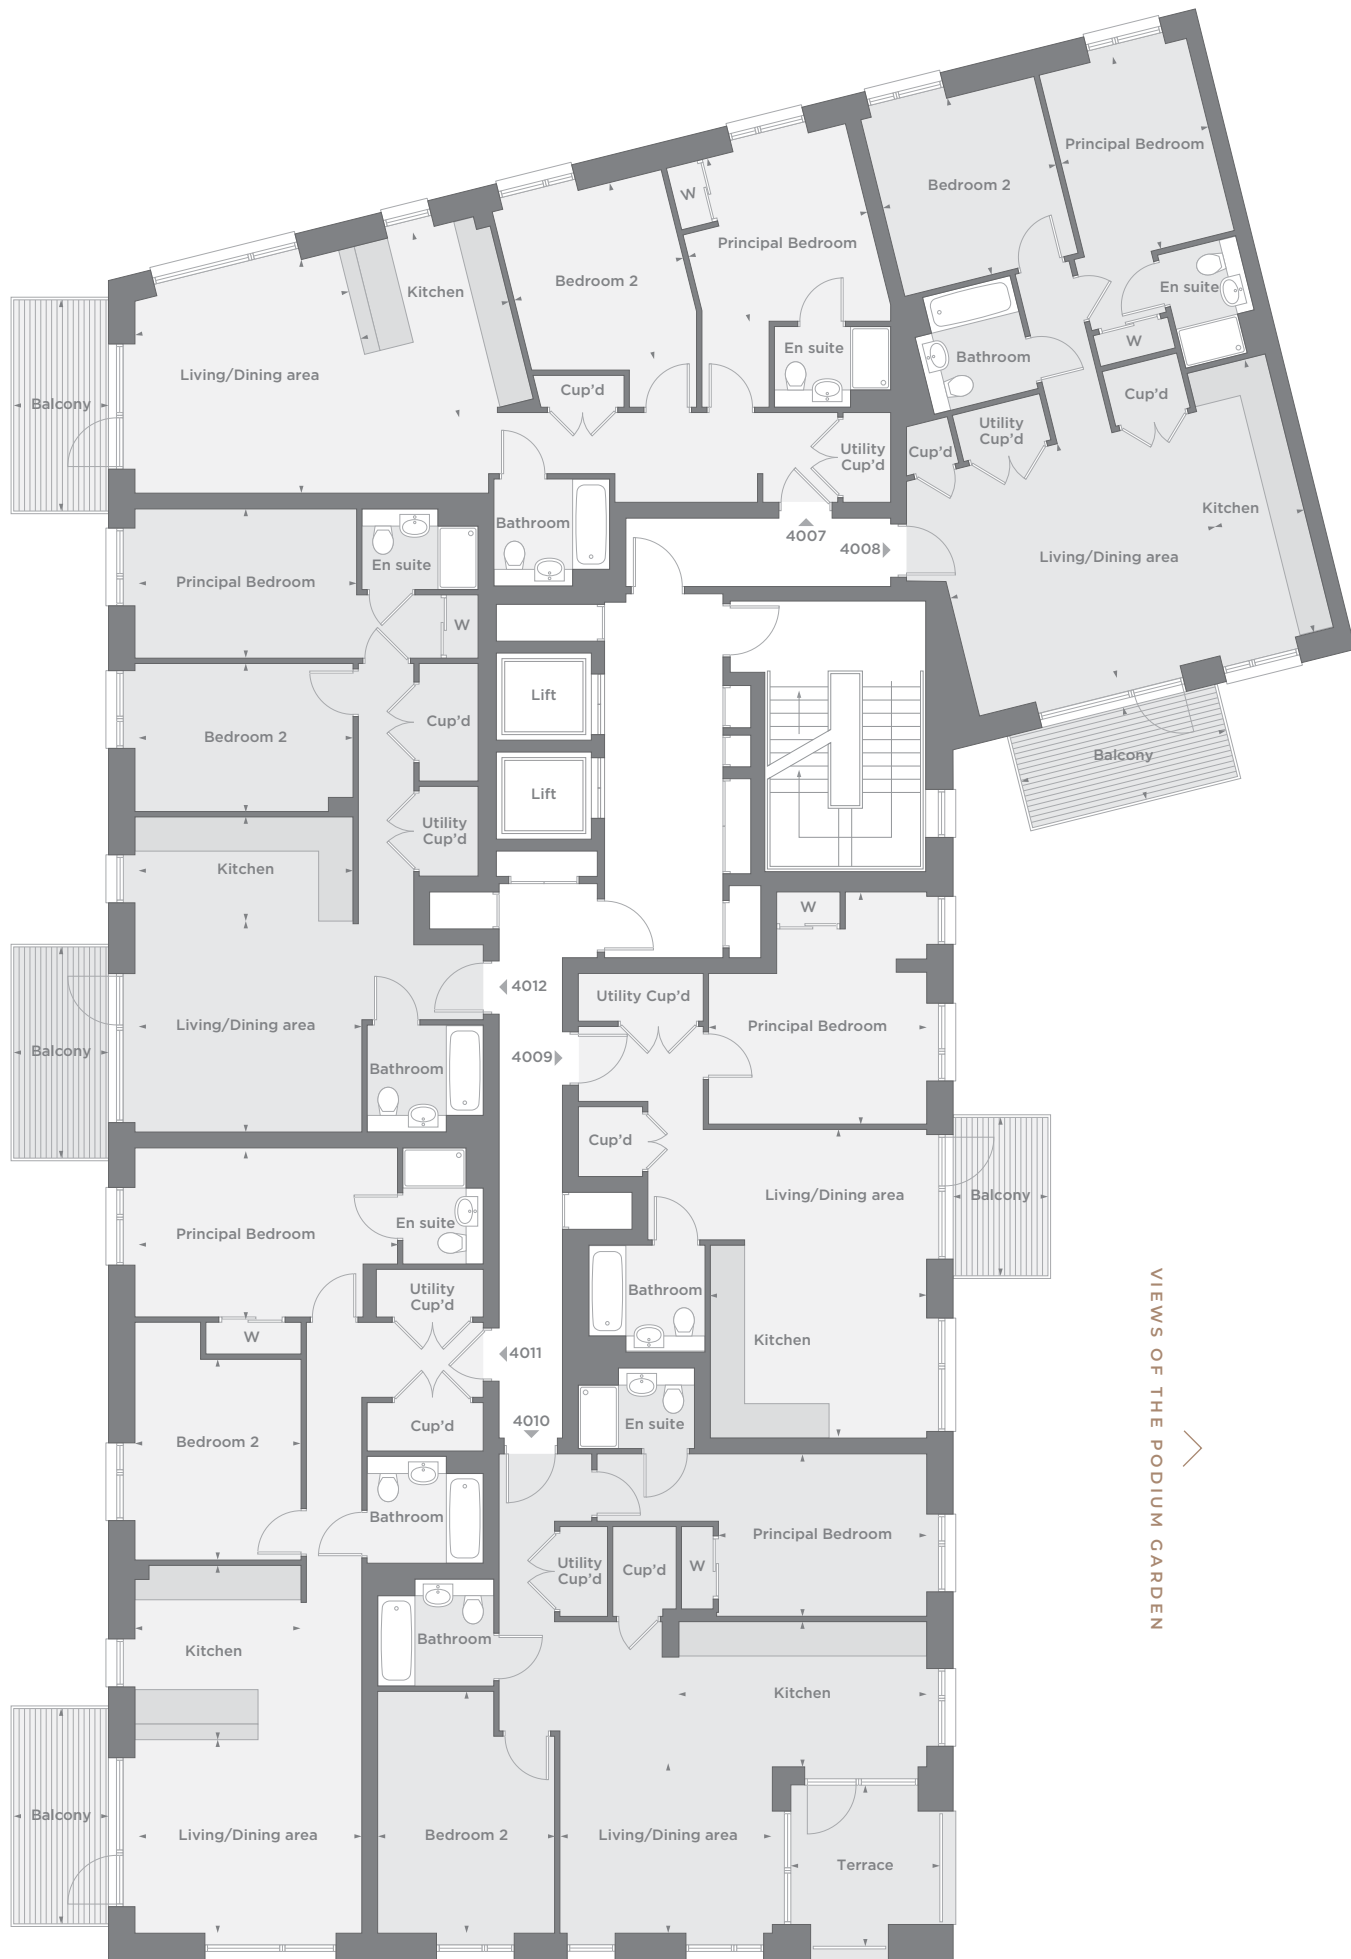 Principal Bedroom
Bedroom 2
W
Principal Bedroom
Bedroom 2
Kitchen
En suite
W
Bathroom
En suite
Living/Dining area
Balcony
Cup'd
Cup'd
Utility
Cup'd
Cup'd
Utility
Cup'd
Kitchen
Bathroom
4007
4008
Living/Dining area
En suite
Principal Bedroom
W
Lift
Cup'd
Bedroom 2
Balcony
Lift
Utility
Cup'd
Kitchen
W
4012
Utility Cup'd
Living/Dining area
Principal Bedroom
Balcony
Bathroom
4009
Cup'd
Living/Dining area
Balcony
En suite
Principal Bedroom
Utility
Cup'd
Bathroom
W
Kitchen
4011
4010
Cup'd
En suite
Bedroom 2
VIEWS OF THE PODIUM GARDEN
Bathroom
Principal Bedroom
Utility
Cup'd
Cup'd
W
Bathroom
Kitchen
Kitchen
Balcony
Living/Dining area
Bedroom 2
Living/Dining area
Terrace